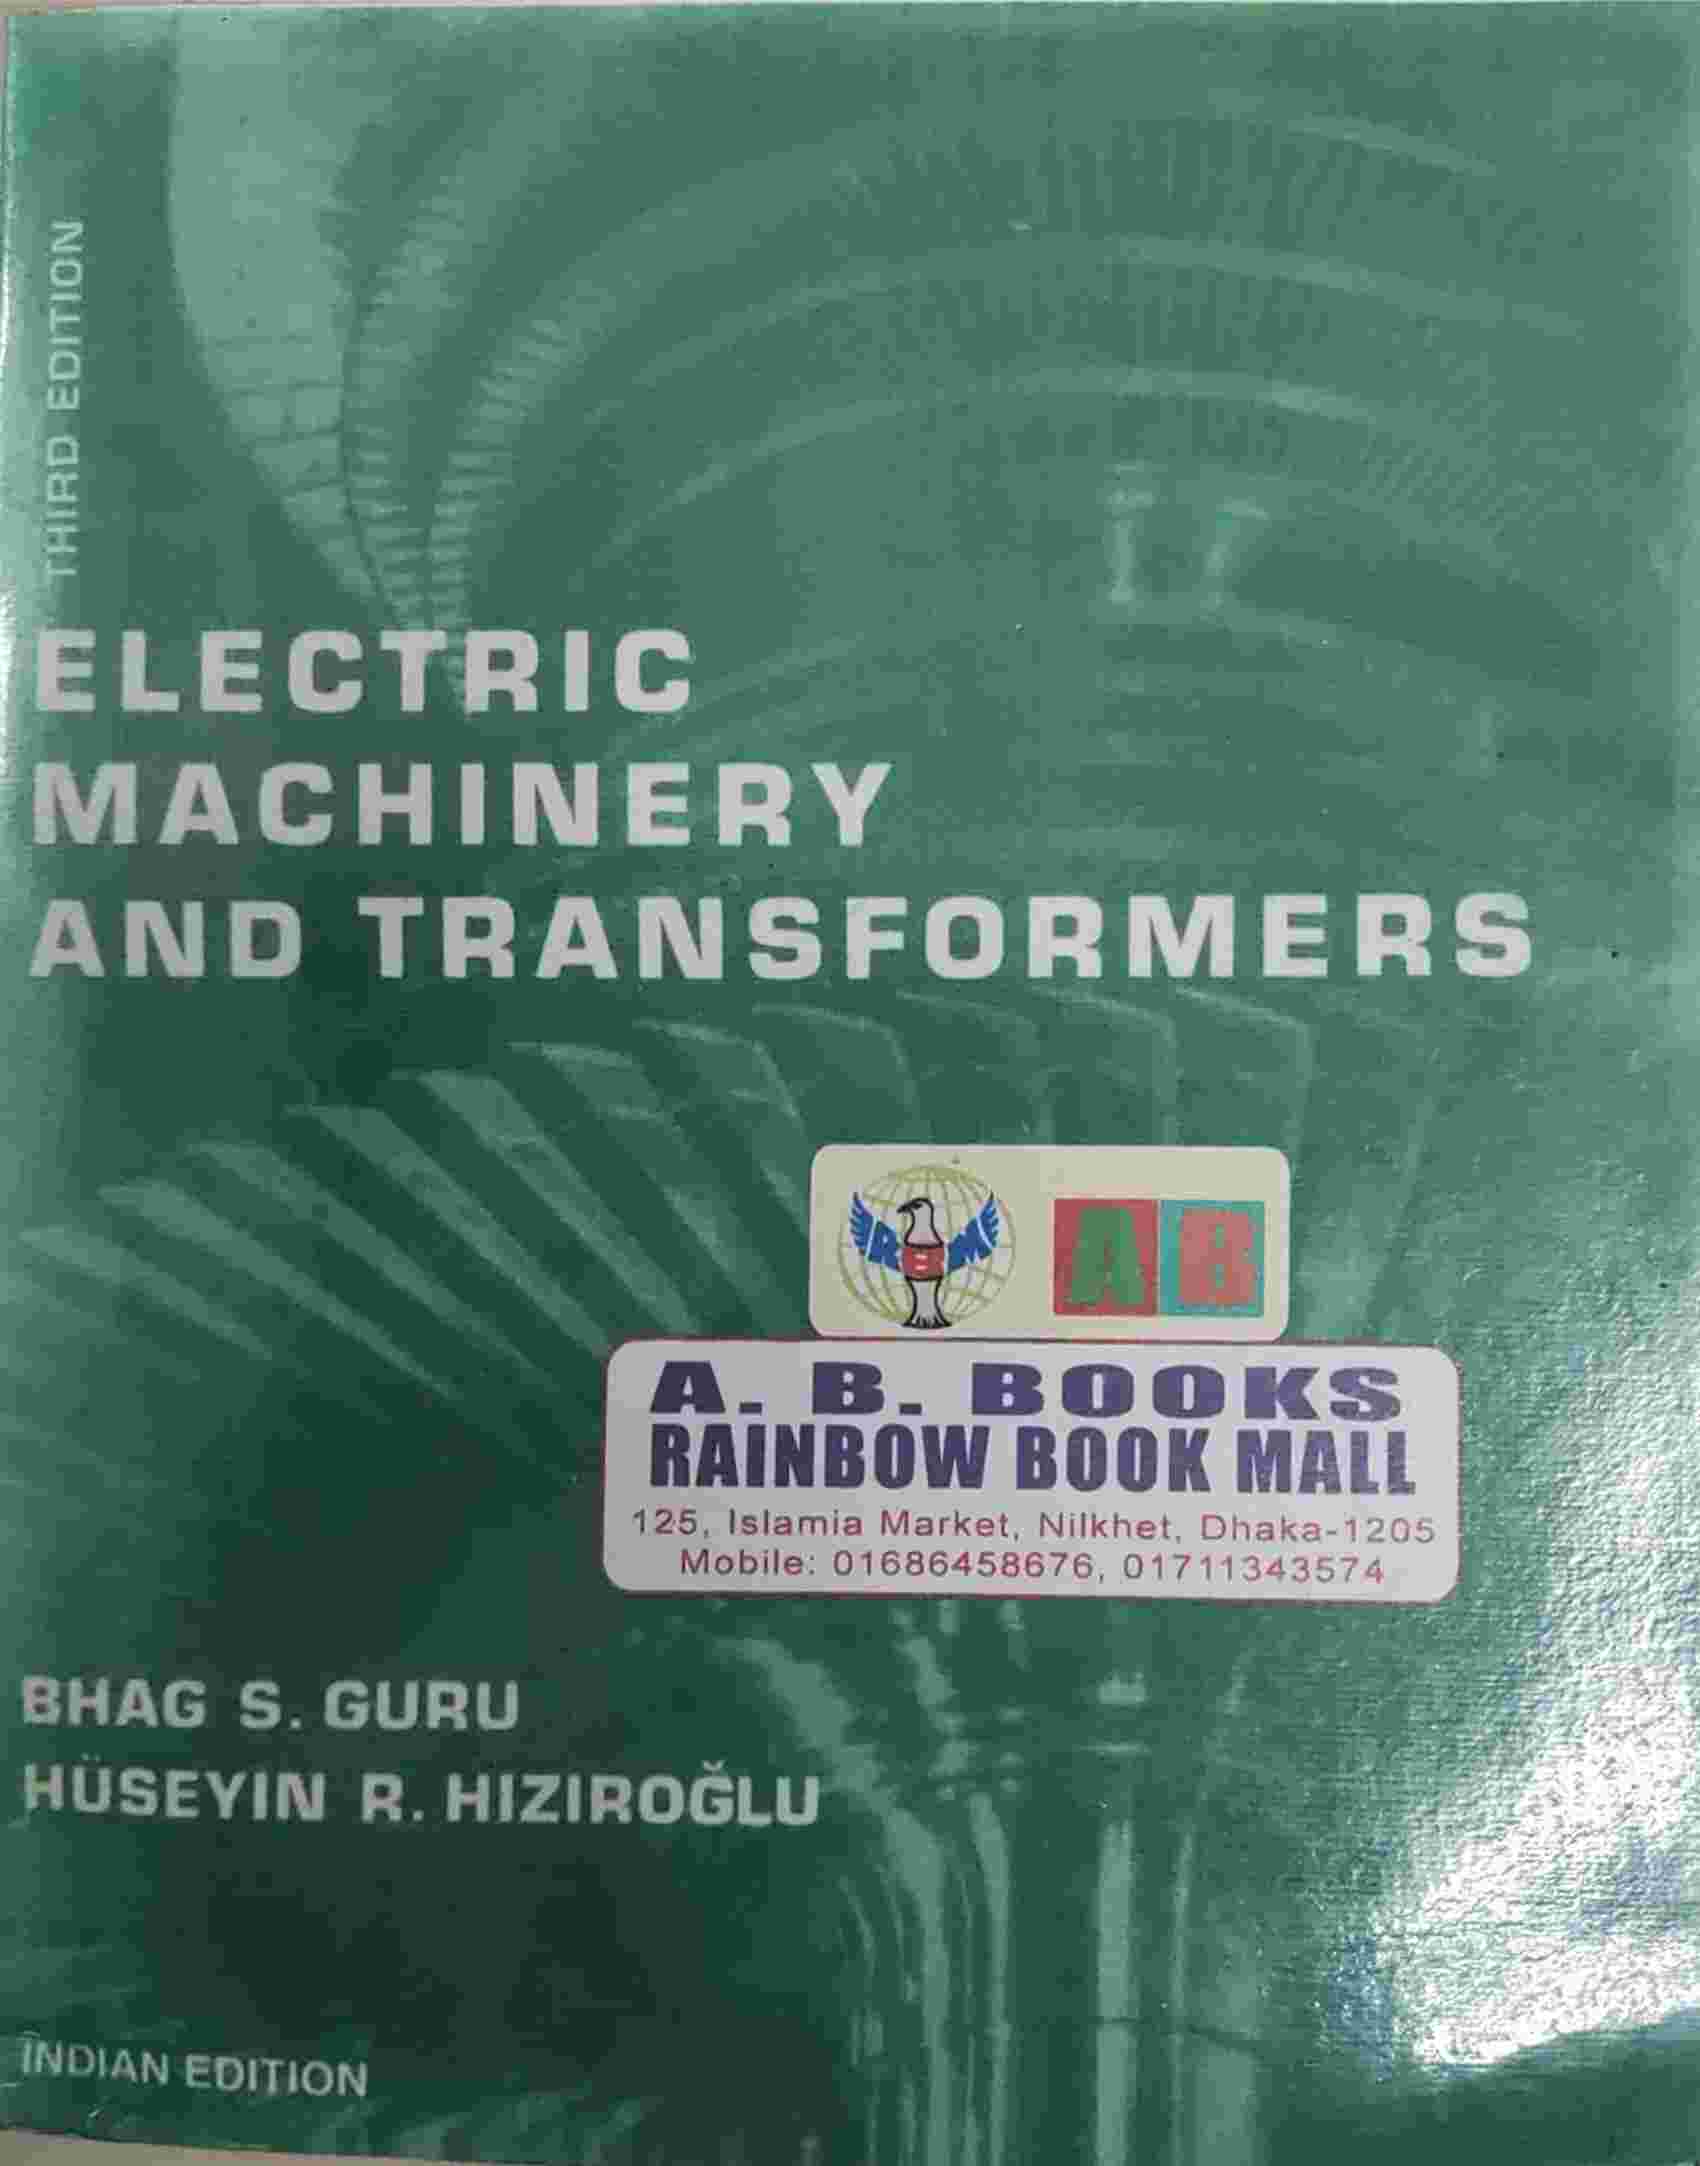 THIRD EDITION
ELECTRIC
MACHINERY
AND TRANSFORMERS
RBM
A B
A. B. BOOKS
RAINBOW BOOK MALL
125, Islamia Market, Nilkhet, Dhaka-1205
Mobile: 01686458676, 01711343574
BHAG S. GURU
HÜSEYIN R. HIZIROĞLU
INDIAN EDITION